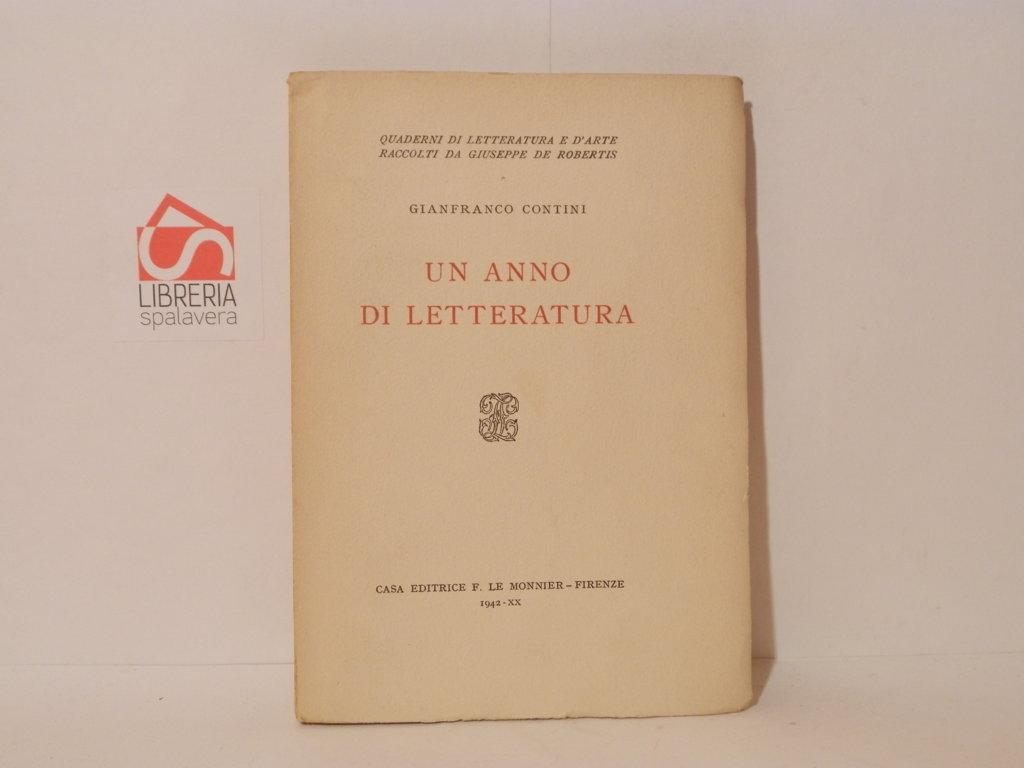 QUADERNI DI LETTERATURA E D'ARTE
RACCOLTI DA GIUSEPPE DE ROBERTIS
GIANFRANCO CONTINI
UN ANNO
DI LETTERATURA
CASA EDITRICE F. LE MONNIER – FIRENZE
1942 - XX
LIBRERIA
spalavera